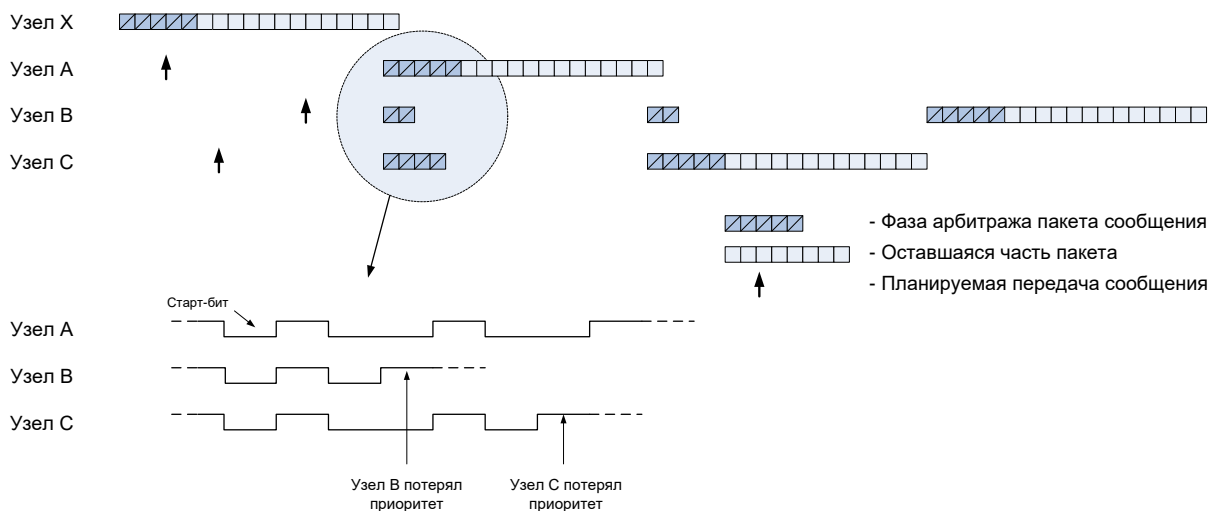 Узел X
Узел A
Узел B
Узел C
- Фаза арбитража пакета сообщения
- Оставшаяся часть пакета
- Планируемая передача сообщения
Старт-бит
Узел A
Узел B
Узел C
Узел B потерял
приоритет
Узел C потерял
приоритет